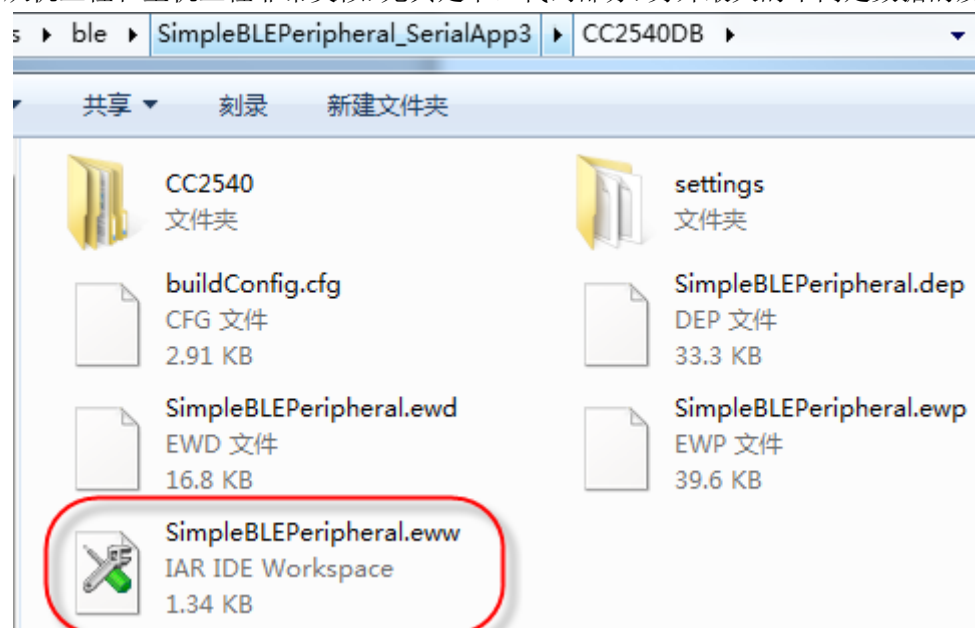 s ▸ ble ▸ SimpleBLEPeripheral_SerialApp3 ▸ CC2540DB ▸
共享 刻录 新建文件夹
CC2540
文件夹
settings
文件夹
buildConfig.cfg
CFG 文件
2.91 KB
SimpleBLEPeripheral.dep
DEP 文件
33.3 KB
SimpleBLEPeripheral.ewd
EWD 文件
16.8 KB
SimpleBLEPeripheral.ewp
EWP 文件
39.6 KB
SimpleBLEPeripheral.eww
IAR IDE Workspace
1.34 KB